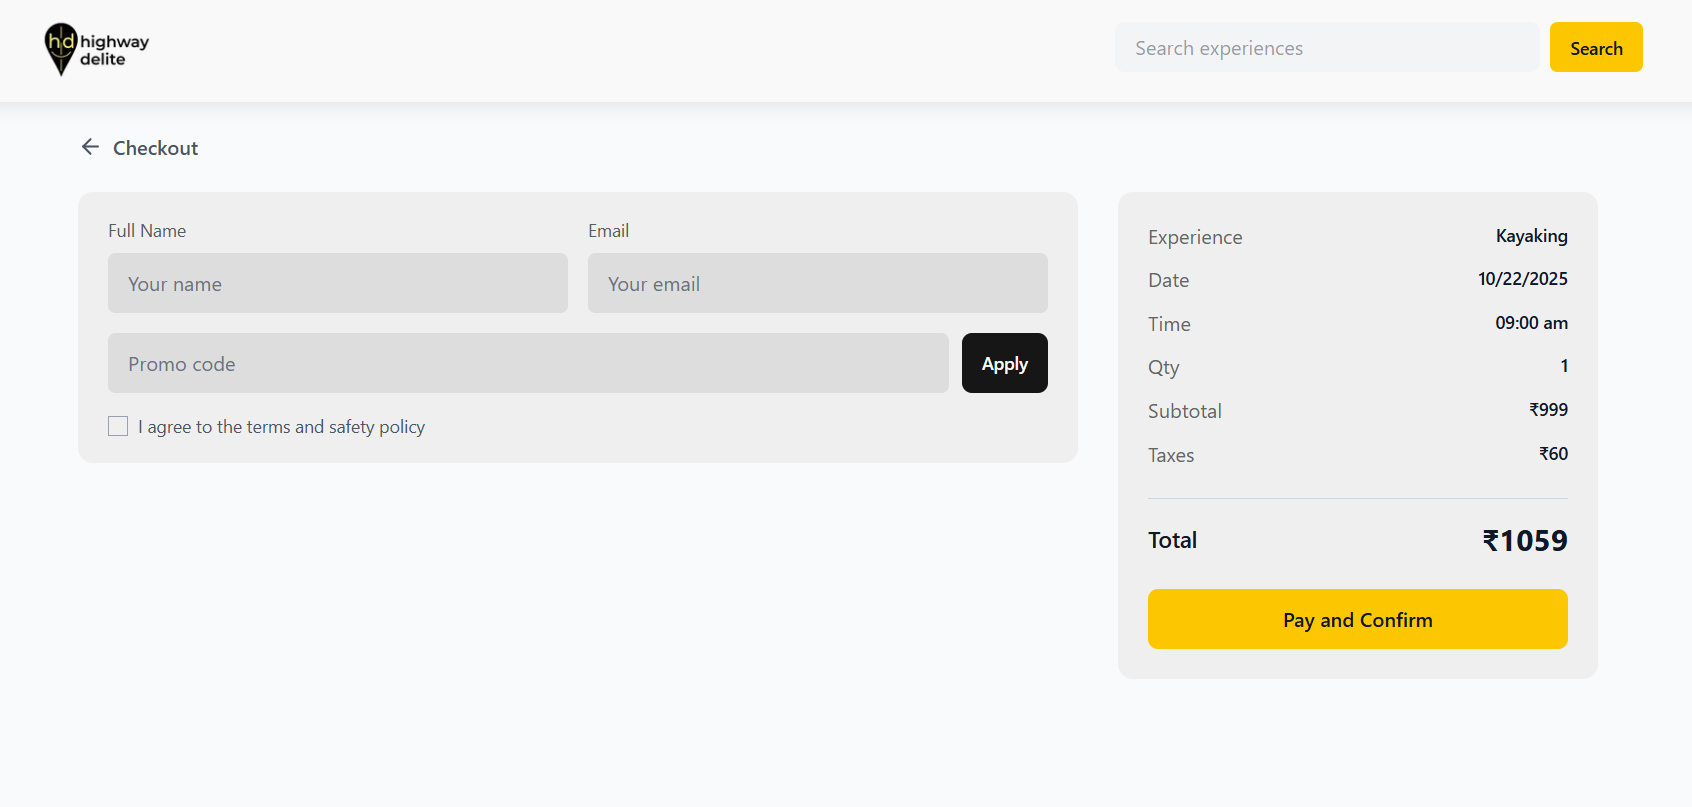 hd highway
delite
Search experiences
Search
Checkout
Full Name
Email
Your name
Your email
Promo code
Apply
I agree to the terms and safety policy
Experience Kayaking
Date 10/22/2025
Time 09:00 am
Qty 1
Subtotal ₹999
Taxes ₹60
Total ₹1059
Pay and Confirm